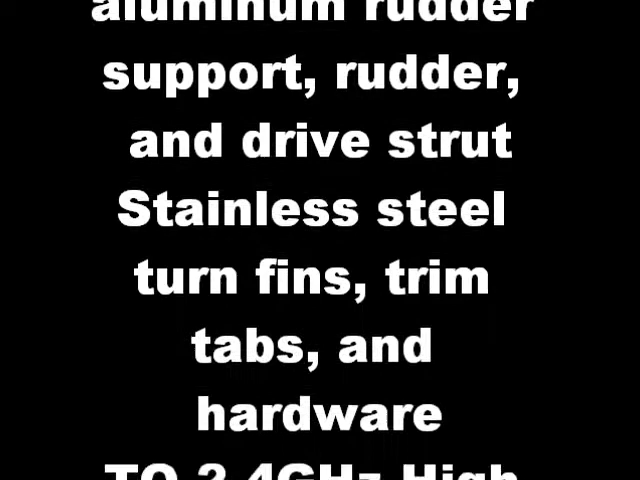 aluminum rudder
support, rudder,
and drive strut
Stainless steel
turn fins, trim
tabs, and
hardware
TQ 2.4GHz High